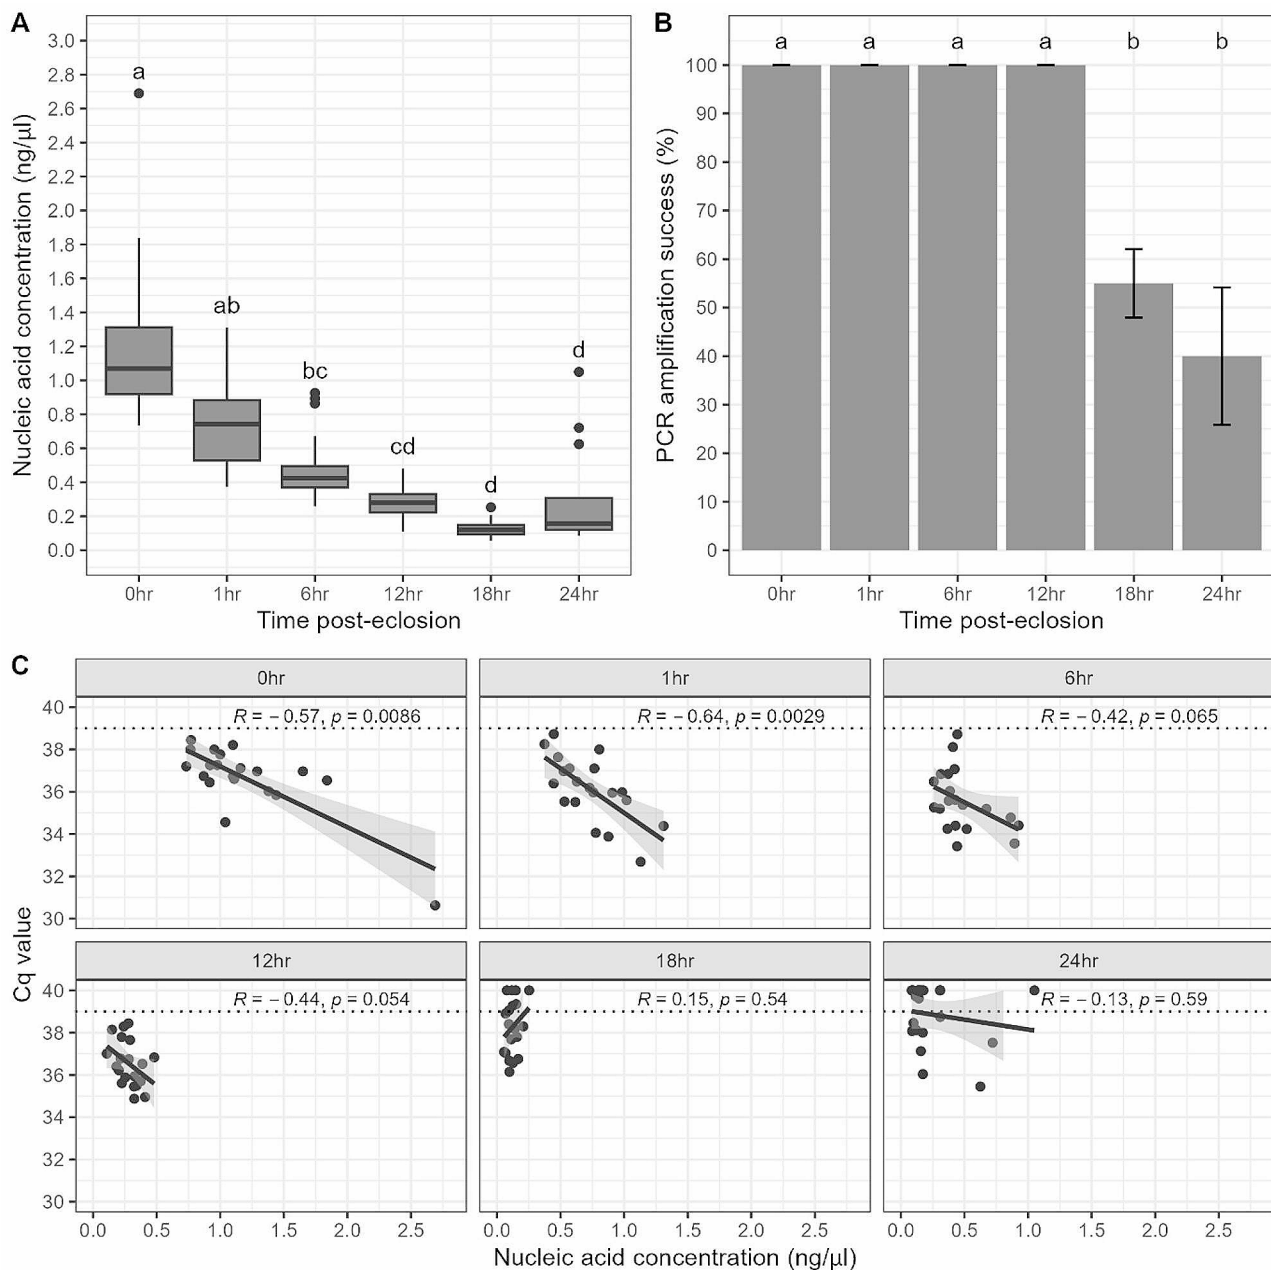 A
Nucleic acid concentration (ng/µl)
3.0
2.8
2.6
2.4
2.2
2.0
1.8
1.6
1.4
1.2
1.0
0.8
0.6
0.4
0.2
0.0
a
ab
bc
cd
d
d
0hr 1hr 6hr 12hr 18hr 24hr
Time post-eclosion
B
PCR amplification success (%)
100
90
80
70
60
50
40
30
20
10
0
a a a a b b
0hr 1hr 6hr 12hr 18hr 24hr
Time post-eclosion
C
Cq value
0hr 1hr 6hr
R = −0.57, p = 0.0086
R = −0.64, p = 0.0029
R = −0.42, p = 0.065
40
38
36
34
32
30
12hr 18hr 24hr
R = −0.44, p = 0.054
R = 0.15, p = 0.54
R = −0.13, p = 0.59
40
38
36
34
32
30
0.0 0.5 1.0 1.5 2.0 2.5
0.0 0.5 1.0 1.5 2.0 2.5
0.0 0.5 1.0 1.5 2.0 2.5
Nucleic acid concentration (ng/µl)